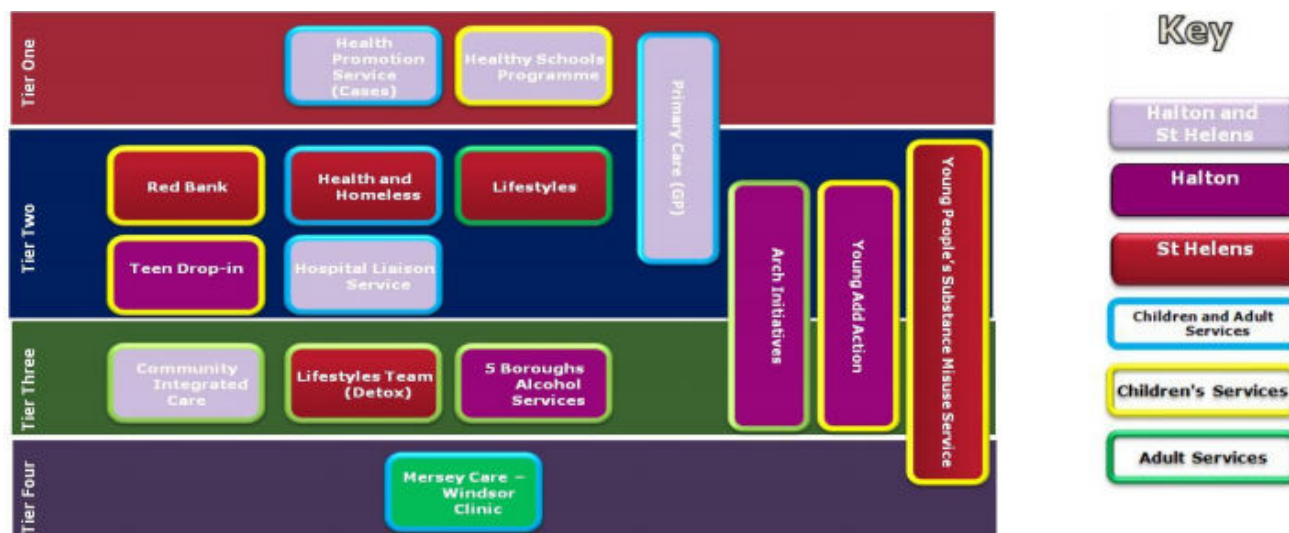 Tier One
Health
Promotion
Service
(Cases)
Healthy Schools
Programme
Primary Care (GP)
Tier Two
Red Bank
Health and
Homeless
Lifestyles
Teen Drop-in
Hospital Liaison
Service
Arch Initiatives
Young Add Action
Young People's Substance Misuse Service
Tier Three
Community
Integrated
Care
Lifestyles Team
(Detox)
5 Boroughs
Alcohol
Services
Tier Four
Mersey Care –
Windsor
Clinic
Key
Halton and
St Helens
Halton
St Helens
Children and Adult
Services
Children's Services
Adult Services